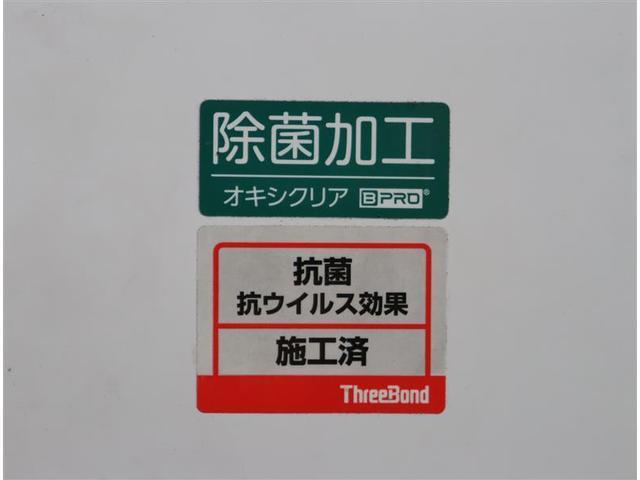 除菌加工
オキシクリア BPRO®
抗菌
抗ウイルス効果
施工済
ThreeBond